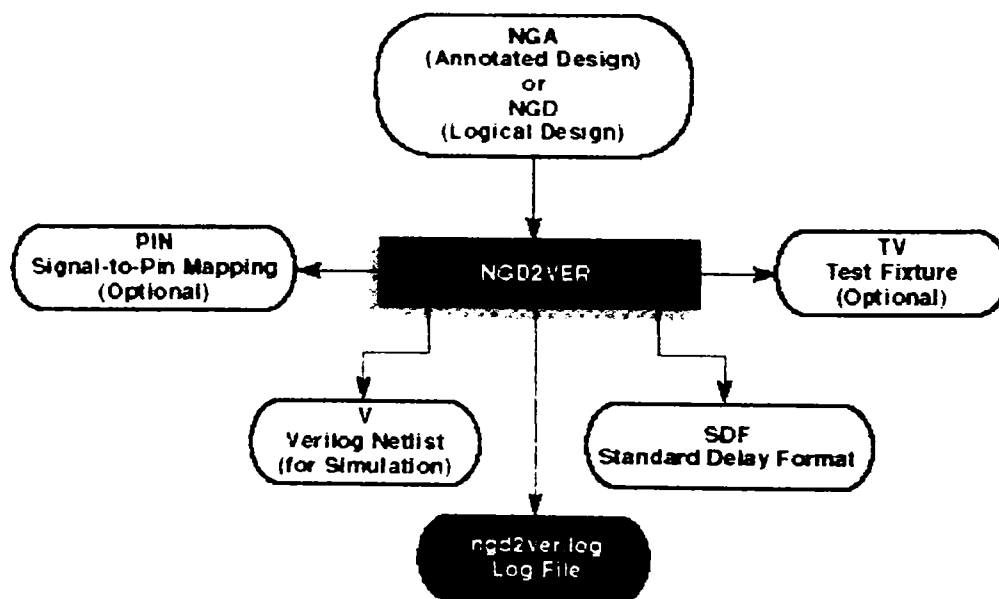 NGA
(Annotated Design)
or
NGD
(Logical Design)
PIN
Signal-to-Pin Mapping
(Optional)
NGD2VER
TV
Test Fixture
(Optional)
V
Verilog Netlist
(for Simulation)
SDF
Standard Delay Format
ngd2ver.log
Log File